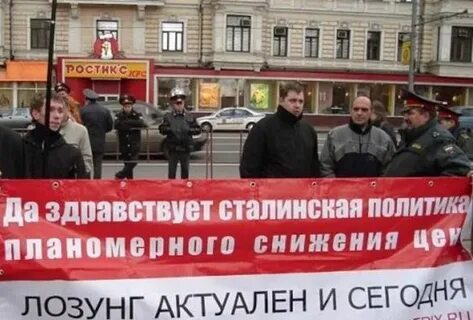 РОСТИКС KFC
Да здравствует сталинская политика
планомерного снижения цен
ЛОЗУНГ АКТУАЛЕН И СЕГОДНЯ